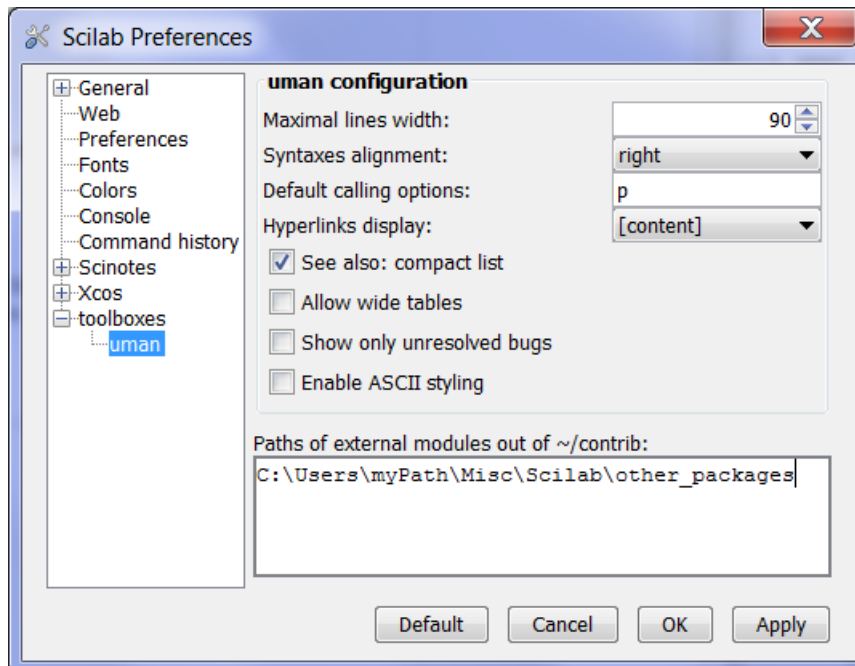 Scilab Preferences
General
Web
Preferences
Fonts
Colors
Console
Command history
Scinotes
Xcos
toolboxes
uman
uman configuration
Maximal lines width: 90
Syntaxes alignment: right
Default calling options: p
Hyperlinks display: [content]
See also: compact list
Allow wide tables
Show only unresolved bugs
Enable ASCII styling
Paths of external modules out of ~/contrib:
C:\Users\myPath\Misc\Scilab\other_packages
Default Cancel OK Apply